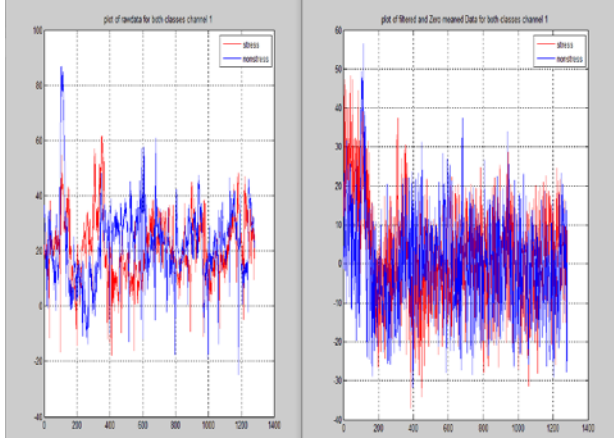 plot of rawdata for both classes channel 1
100
80
60
40
20
0
-20
-40
0 200 400 600 800 1000 1200 1400
stress
nonstress
plot of filtered and Zero meaned Data for both classes channel 1
60
50
40
30
20
10
0
-10
-20
-30
-40
0 200 400 600 800 1000 1200 1400
stress
nonstress